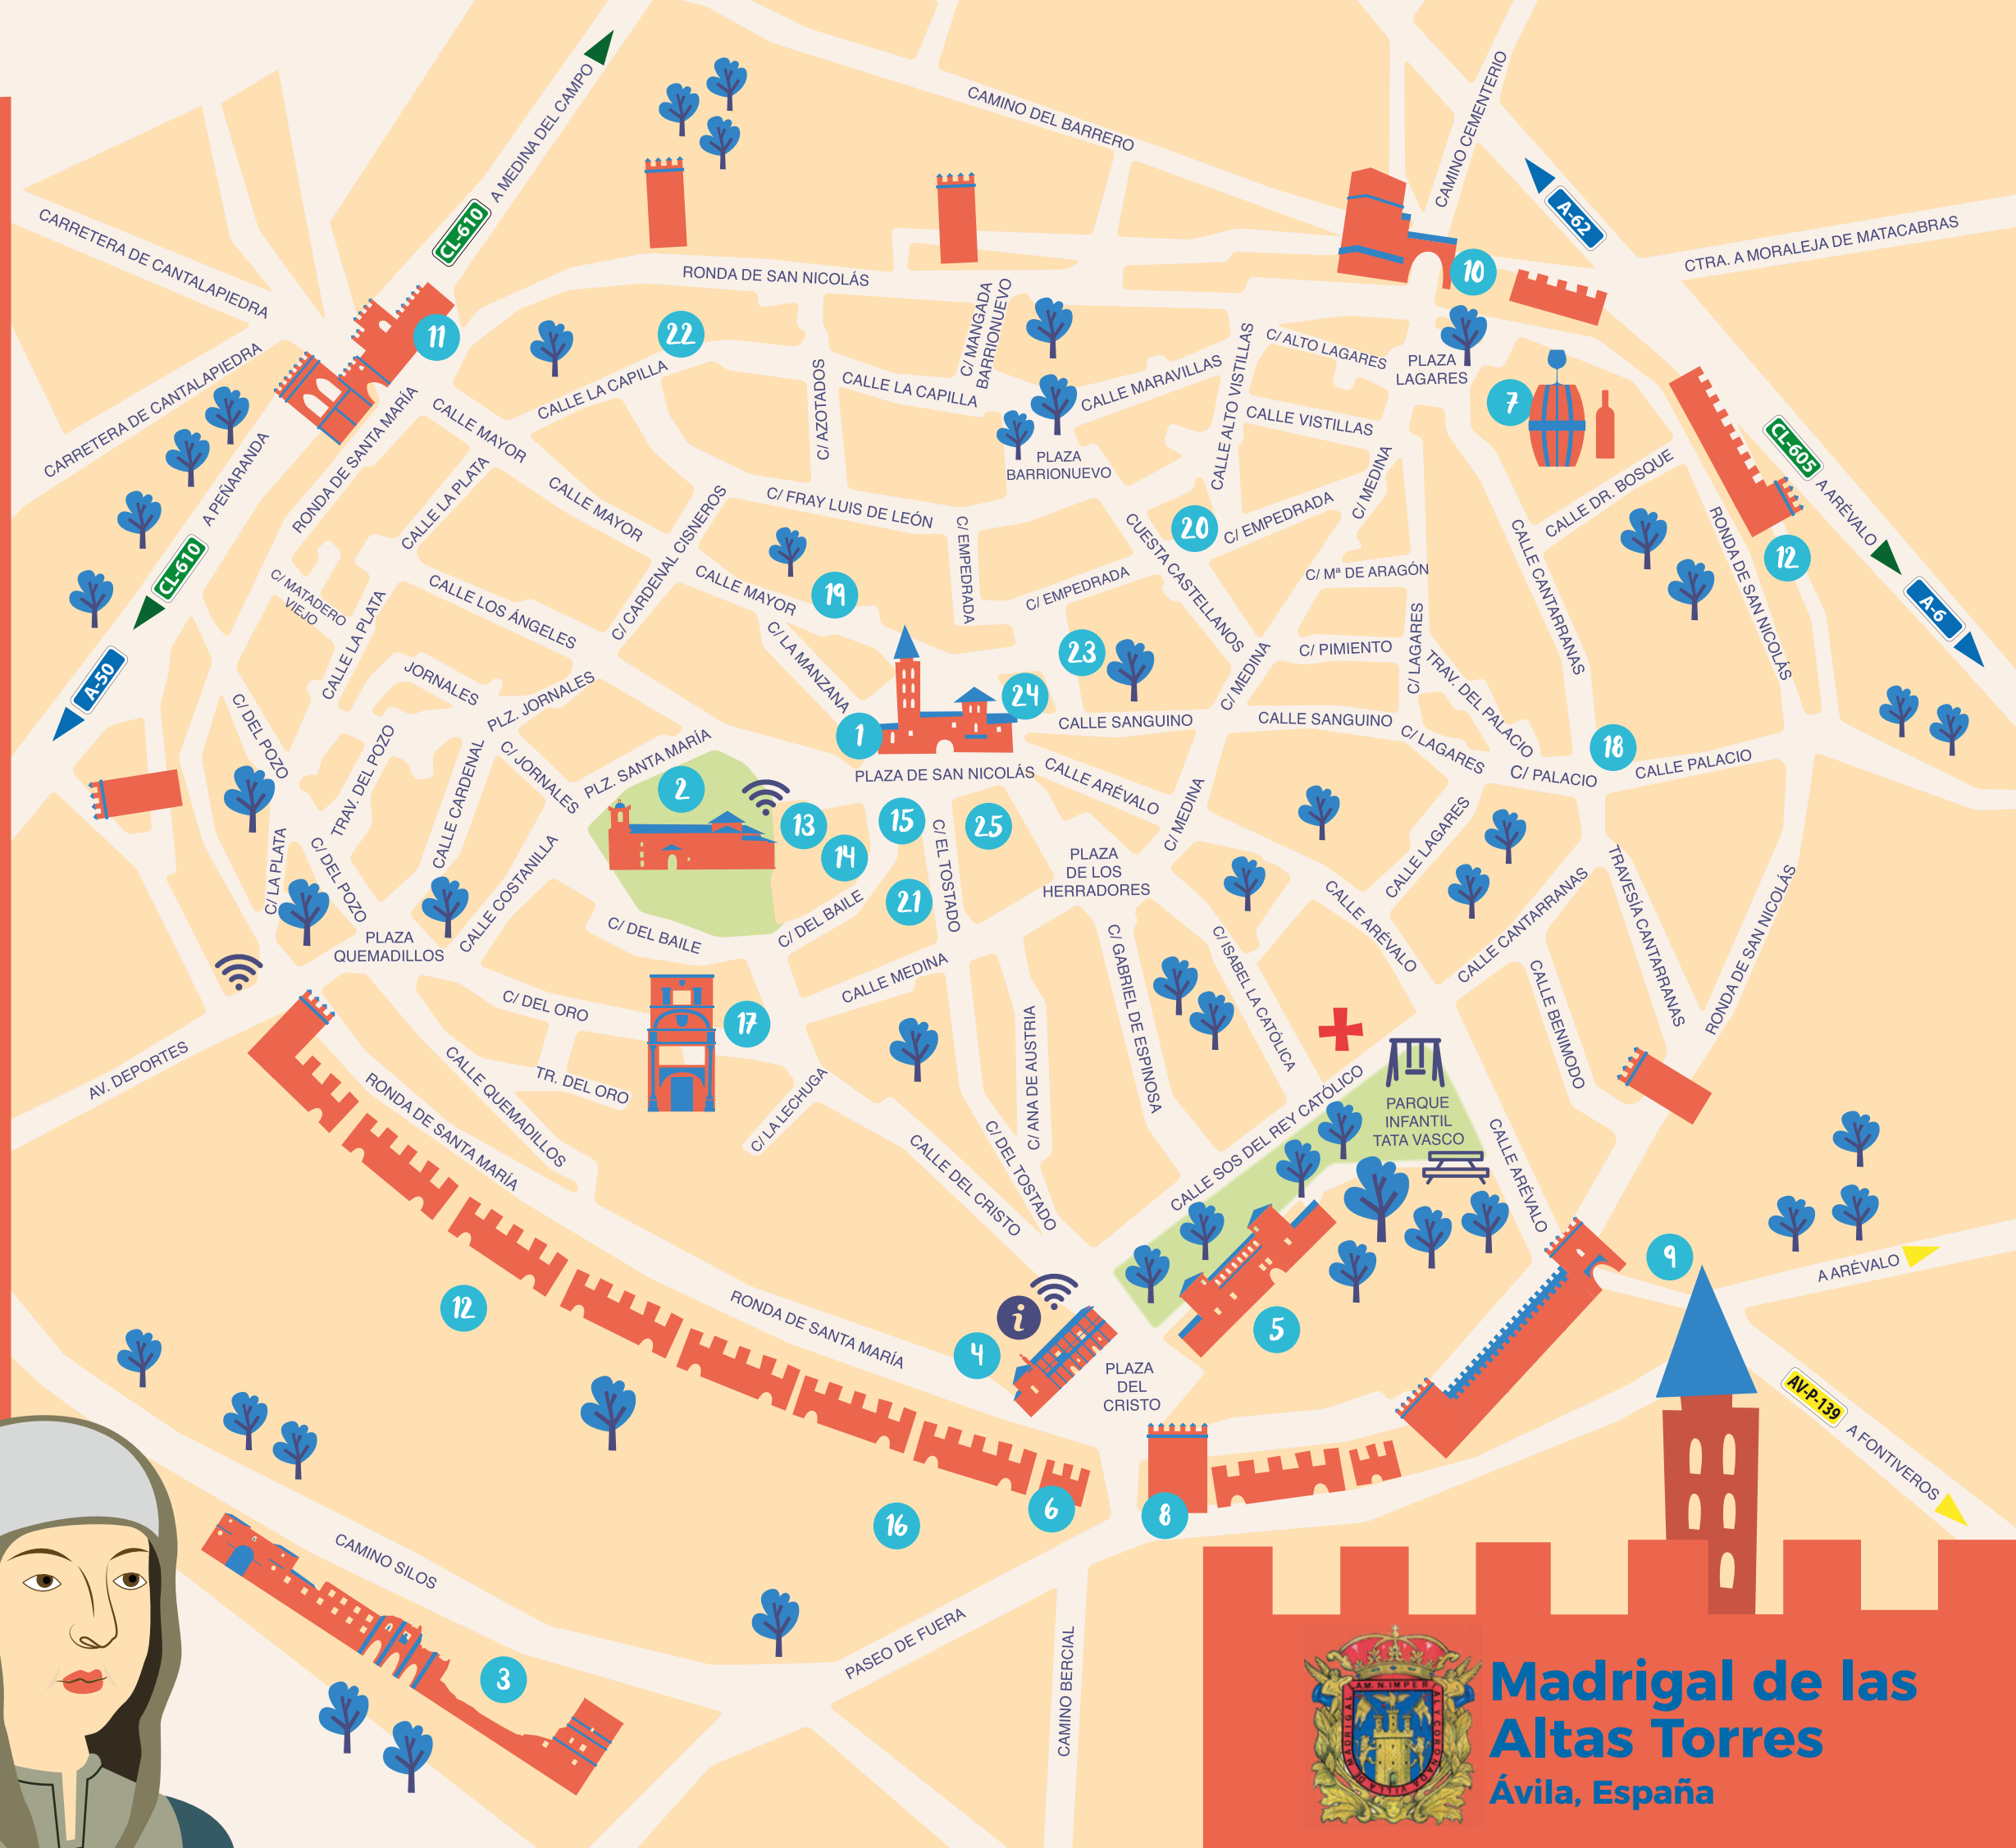 A MEDINA DEL CAMPO
CL-610
CAMINO DEL BARRERO
CAMINO CEMENTERIO
A-62
CTRA. A MORALEJA DE MATACABRAS
CARRETERA DE CANTALAPIEDRA
CARRETERA DE CANTALAPIEDRA
11
RONDA DE SAN NICOLÁS
10
22
C/ MANGADA
BARRIONUEVO
C/ ALTO LAGARES
PLAZA
LAGARES
7
CALLE LA CAPILLA
C/ AZOTADOS
CALLE LA CAPILLA
CALLE MARAVILLAS
CALLE ALTO VISTILLAS
CALLE VISTILLAS
CL-605
A ARÉVALO
A-6
A PEÑARANDA
CL-610
A-50
RONDA DE SANTA MARÍA
CALLE MAYOR
CALLE MAYOR
CALLE LA PLATA
PLAZA
BARRIONUEVO
C/ MEDINA
CALLE DR. BOSQUE
C/ FRAY LUIS DE LEÓN
C/ CARDENAL CISNEROS
C/ EMPEDRADA
CUESTA CASTELLANOS
20
C/ EMPEDRADA
CALLE CANTARRANAS
RONDA DE SAN NICOLÁS
12
C/ MATADERO
VIEJO
CALLE LA PLATA
CALLE LOS ÁNGELES
CALLE MAYOR
19
C/ EMPEDRADA
C/ Mª DE ARAGÓN
C/ LA MANZANA
23
C/ MEDINA
C/ PIMIENTO
C/ LAGARES
TRAV. DEL PALACIO
JORNALES
PLZ. JORNALES
24
1
CALLE SANGUINO
CALLE SANGUINO
C/ LAGARES
18
C/ DEL POZO
TRAV. DEL POZO
CALLE CARDENAL
C/ JORNALES
PLZ. SANTA MARÍA
2
PLAZA DE SAN NICOLÁS
CALLE ARÉVALO
C/ PALACIO
CALLE PALACIO
13
14
15
25
C/ MEDINA
C/ LA PLATA
C/ DEL POZO
CALLE COSTANILLA
C/ EL TOSTADO
21
PLAZA
DE LOS
HERRADORES
CALLE LAGARES
CALLE ARÉVALO
CALLE CANTARRANAS
TRAVESÍA CANTARRANAS
RONDA DE SAN NICOLÁS
PLAZA
QUEMADILLOS
C/ DEL BAILE
C/ DEL BAILE
CALLE MEDINA
C/ GABRIEL DE ESPINOSA
C/ ISABEL LA CATÓLICA
CALLE BENIMODO
C/ DEL ORO
17
C/ ANA DE AUSTRIA
AV. DEPORTES
RONDA DE SANTA MARÍA
CALLE QUEMADILLOS
TR. DEL ORO
C/ LA LECHUGA
CALLE DEL CRISTO
C/ DEL TOSTADO
CALLE SOS DEL REY CATÓLICO
PARQUE
INFANTIL
TATA VASCO
CALLE ARÉVALO
9
A ARÉVALO
12
RONDA DE SANTA MARÍA
i
4
5
PLAZA
DEL
CRISTO
AV-P-139
A FONTIVEROS
6
8
16
CAMINO SILOS
3
PASEO DE FUERA
CAMINO BERCIAL
Madrigal de las
Altas Torres
Ávila, España